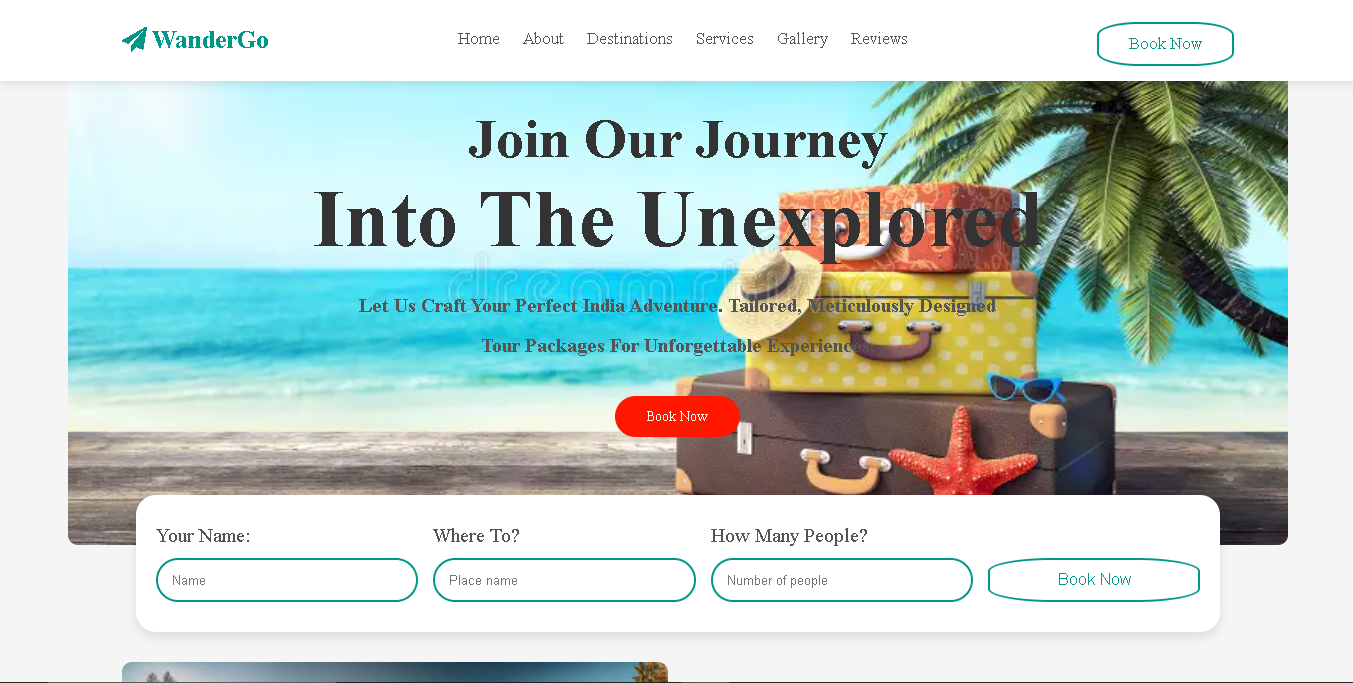 WanderGo
Home About Destinations Services Gallery Reviews
Book Now
Join Our Journey
Into The Unexplored
Let Us Craft Your Perfect India Adventure. Tailored, Meticulously Designed
Tour Packages For Unforgettable Experiences.
Book Now
Your Name: Where To? How Many People?
Name Place name Number of people Book Now